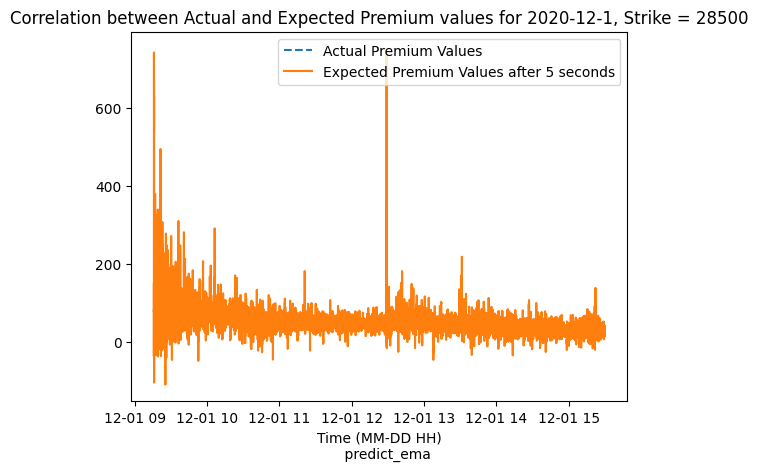 Correlation between Actual and Expected Premium values for 2020-12-1, Strike = 28500
Actual Premium Values
Expected Premium Values after 5 seconds
600
400
200
0
12-01 09 12-01 10 12-01 11 12-01 12 12-01 13 12-01 14 12-01 15
Time (MM-DD HH)
predict_ema